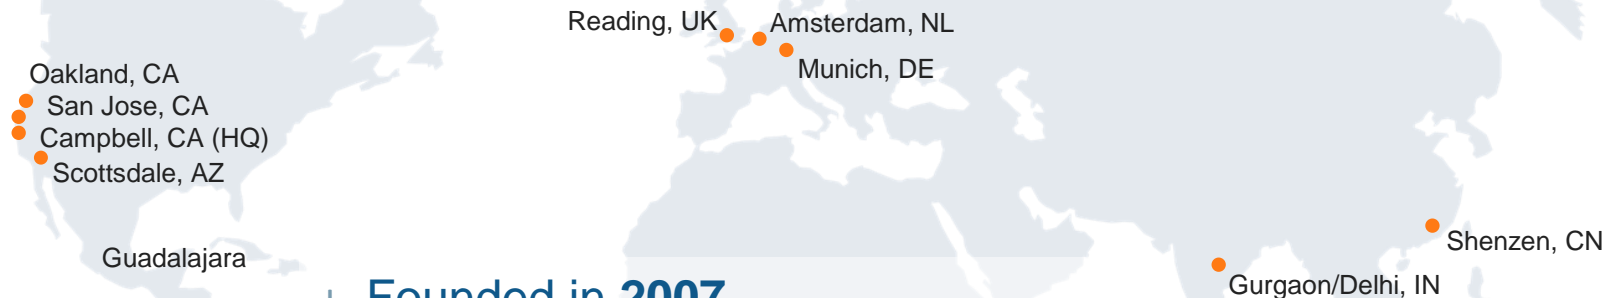 Reading, UK
Amsterdam, NL
Munich, DE
Oakland, CA
San Jose, CA
Campbell, CA (HQ)
Scottsdale, AZ
Guadalajara
Shenzen, CN
Gurgaon/Delhi, IN
Founded in 2007